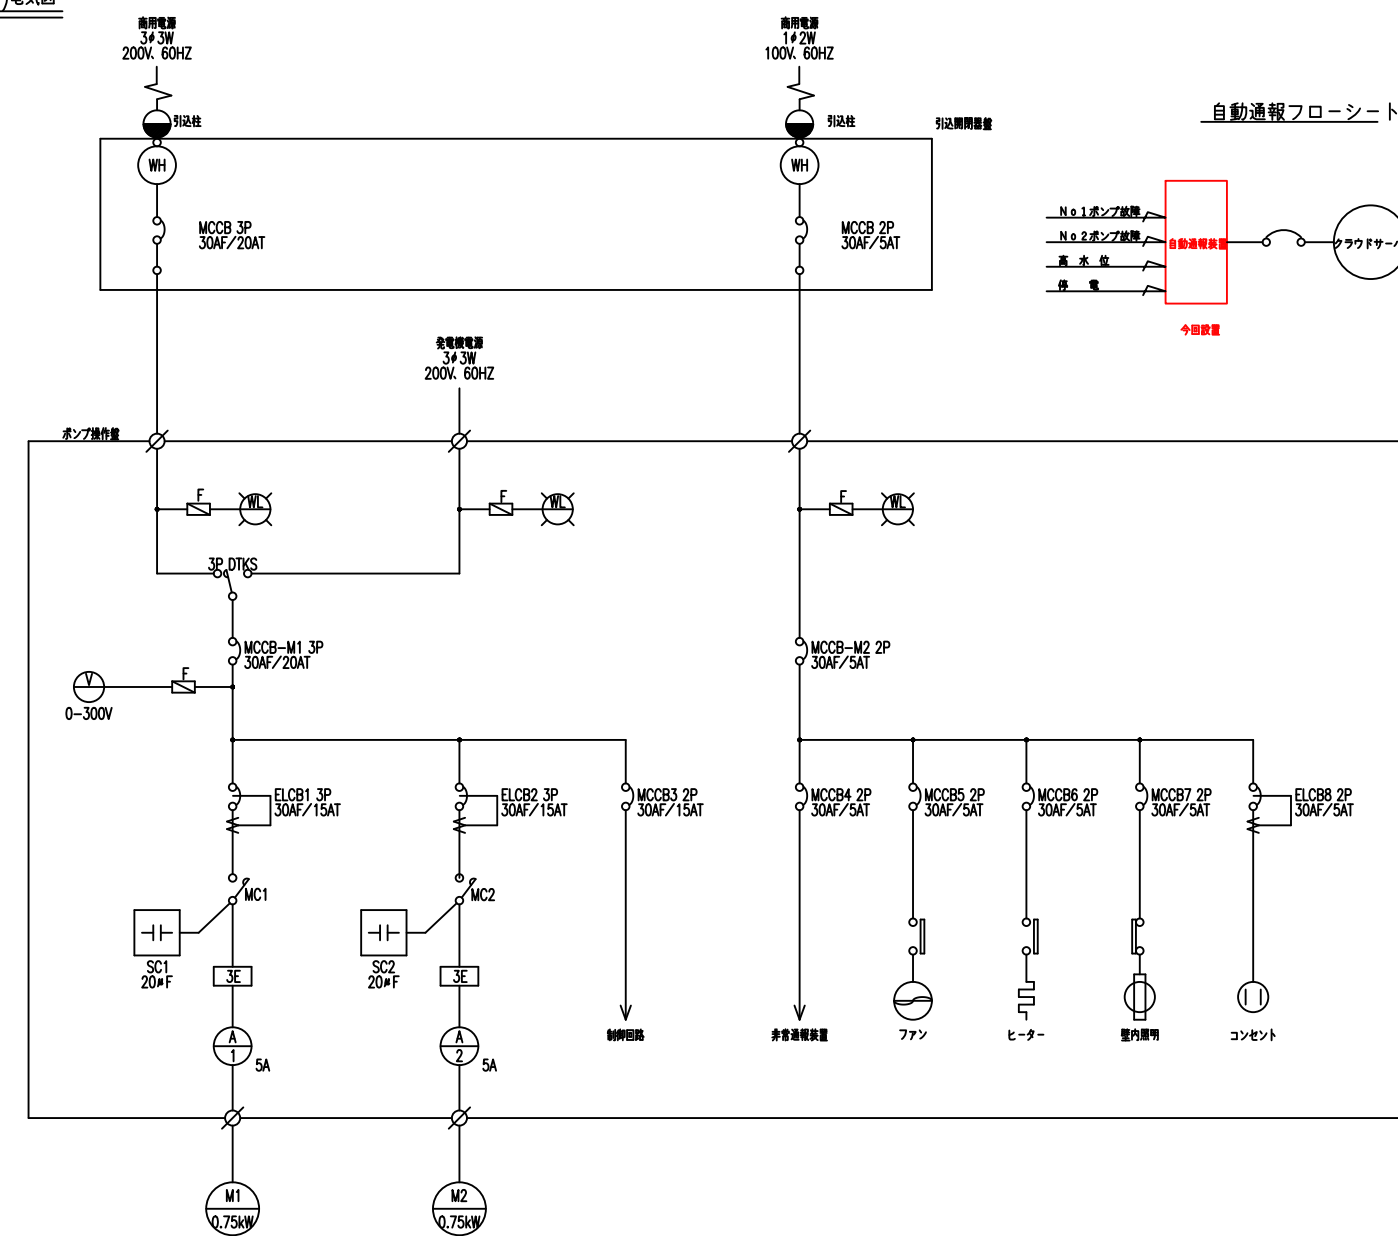 電気図
商用電源
3φ3W
200V、60HZ
引込柱
商用電源
1φ2W
100V、60HZ
引込柱
引込開閉器盤
WH
MCCB 3P
30AF/20AT
WH
MCCB 2P
30AF/5AT
自動通報フローシート
No1ポンプ故障
No2ポンプ故障
高 水 位
停 電
自動通報装置
今回設置
クラウドサーバ
発電機電源
3φ3W
200V、60HZ
ポンプ操作盤
F
WL
F
WL
F
WL
3P DTKS
MCCB-M1 3P
30AF/20AT
MCCB-M2 2P
30AF/5AT
V
F
0-300V
ELCB1 3P
30AF/15AT
ELCB2 3P
30AF/15AT
MCCB3 2P
30AF/15AT
MCCB4 2P
30AF/5AT
MCCB5 2P
30AF/5AT
MCCB6 2P
30AF/5AT
MCCB7 2P
30AF/5AT
ELCB8 2P
30AF/5AT
MC1
MC2
SC1
20μF
SC2
20μF
3E
3E
A
1
5A
A
2
5A
制御回路
非常通報装置
ファン
ヒーター
壁内照明
コンセント
M1
0.75kW
M2
0.75kW